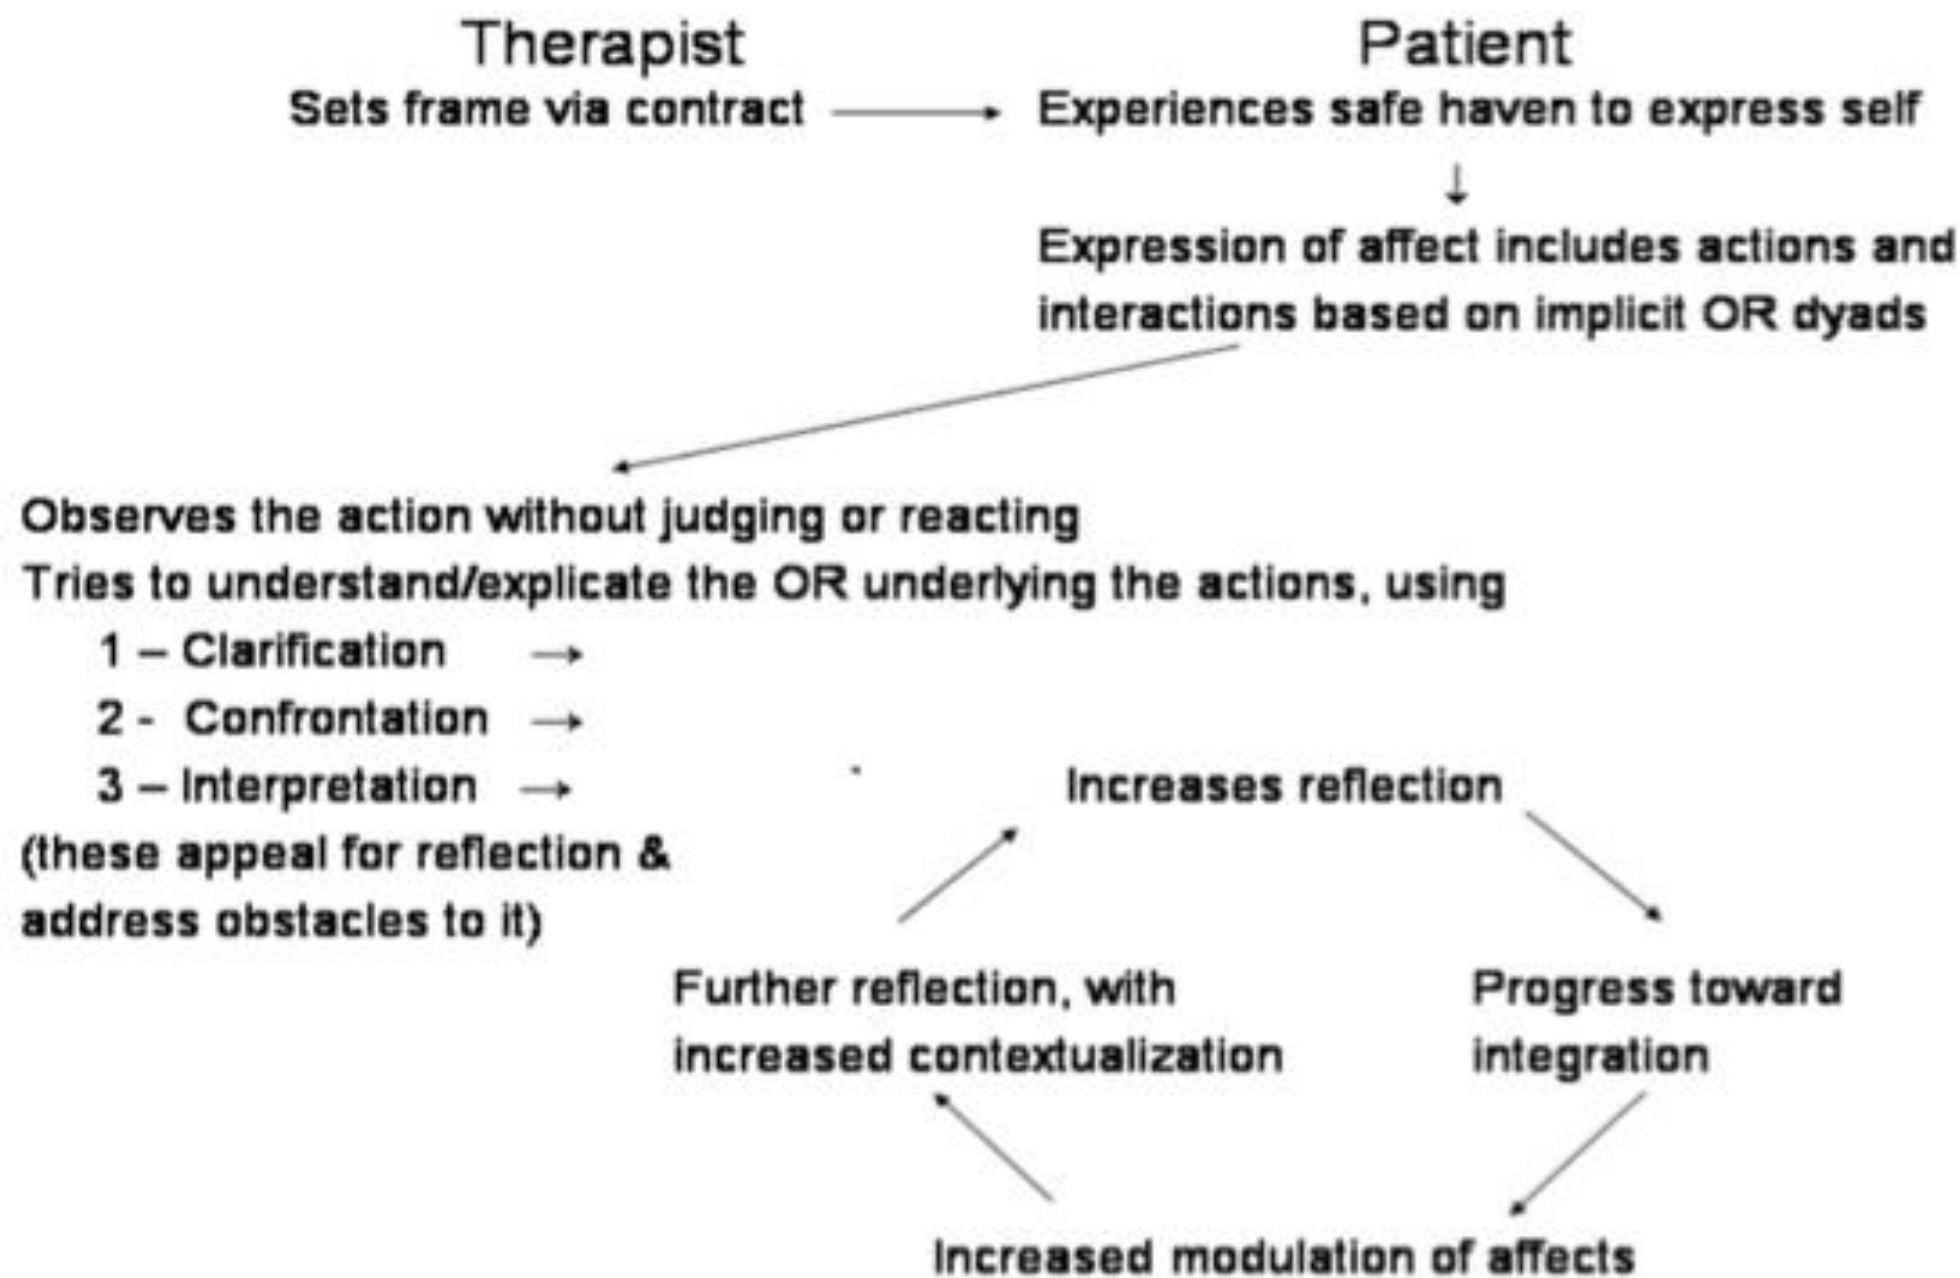 Therapist
Patient
Sets frame via contract
Experiences safe haven to express self
Expression of affect includes actions and
interactions based on implicit OR dyads
Observes the action without judging or reacting
Tries to understand/explicate the OR underlying the actions, using
1 – Clarification →
2 - Confrontation →
3 – Interpretation →
(these appeal for reflection &
address obstacles to it)
Increases reflection
Progress toward
integration
Increased modulation of affects
Further reflection, with
increased contextualization